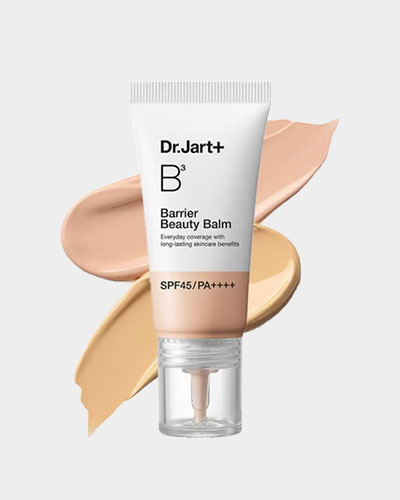 Dr.Jart+
B³
Barrier
Beauty Balm
Everyday coverage with
long-lasting skincare benefits
SPF45/PA++++